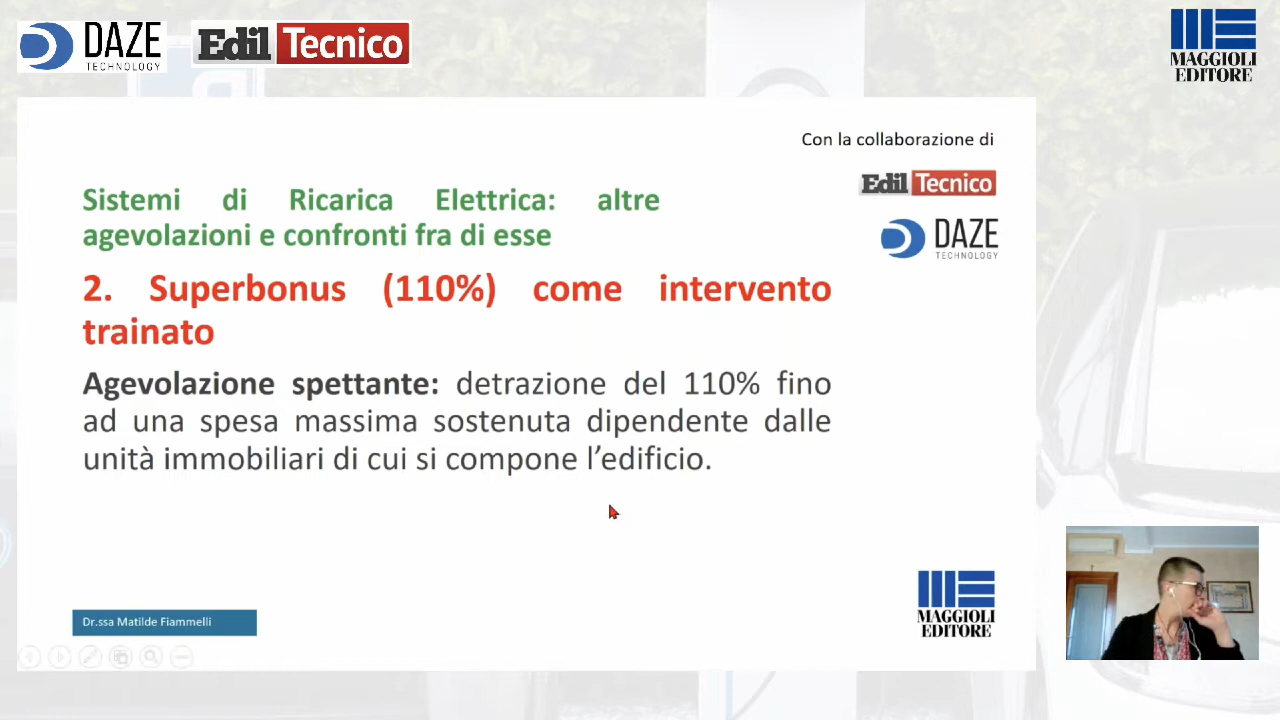 DAZE
TECHNOLOGY
Edil Tecnico
MAGGIOLI
EDITORE
Con la collaborazione di
Edil Tecnico
DAZE
TECHNOLOGY
Sistemi di Ricarica Elettrica: altre
agevolazioni e confronti fra di esse
2. Superbonus (110%) come intervento
trainato
Agevolazione spettante: detrazione del 110% fino
ad una spesa massima sostenuta dipendente dalle
unità immobiliari di cui si compone l'edificio.
Dr.ssa Matilde Fiammelli
MAGGIOLI
EDITORE